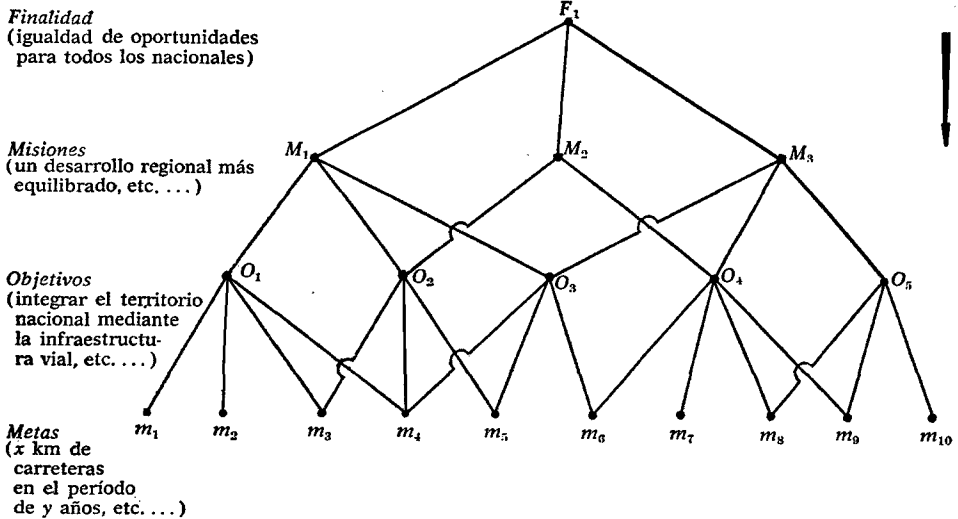 Finalidad
(igualdad de oportunidades
para todos los nacionales)
F₁
Misiones
(un desarrollo regional más
equilibrado, etc. ...)
M₁
M₂
M₃
Objetivos
(integrar el territorio
nacional mediante
la infraestructu-
ra vial, etc. ...)
O₁
O₂
O₃
O₄
O₅
Metas
(x km de
carreteras
en el período
de y años, etc. ...)
m₁
m₂
m₃
m₄
m₅
m₆
m₇
m₈
m₉
m₁₀